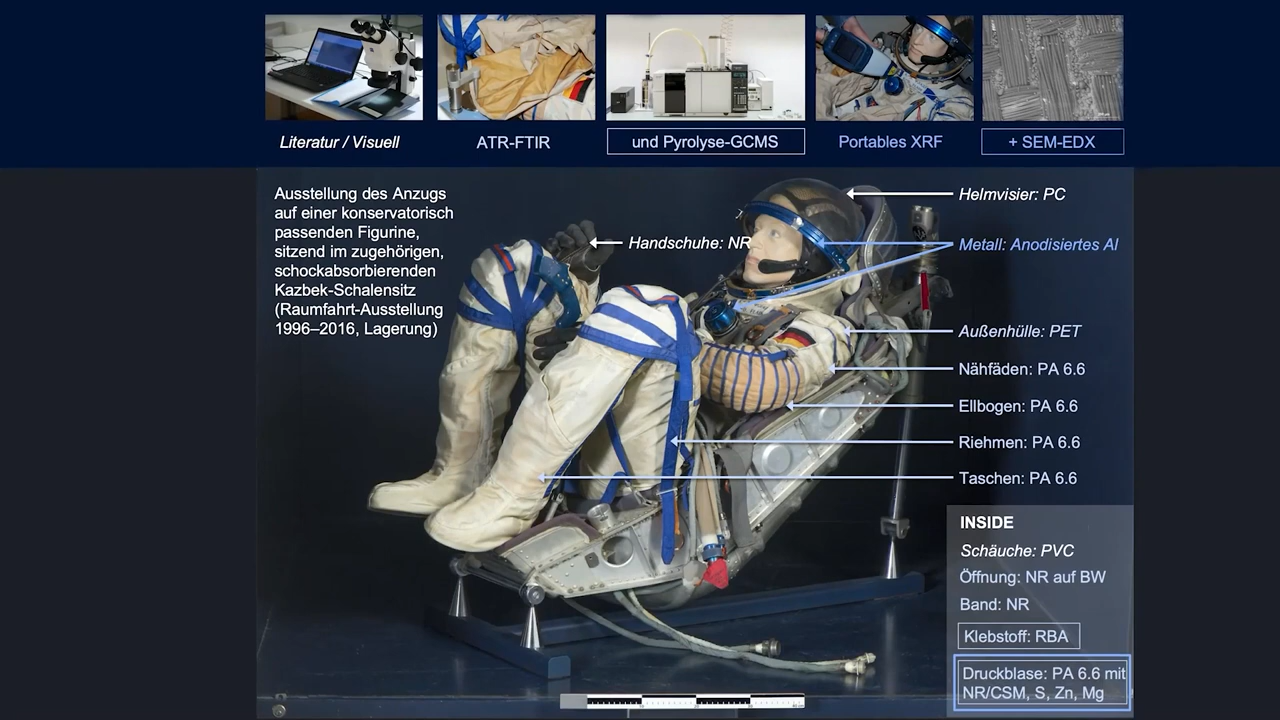 Literatur / Visuell
ATR-FTIR
und Pyrolyse-GCMS
Portables XRF
+ SEM-EDX
Ausstellung des Anzugs
auf einer konservatorisch
passenden Figurine,
sitzend im zugehörigen,
schockabsorbierenden
Kazbek-Schalensitz
(Raumfahrt-Ausstellung
1996–2016, Lagerung)
Handschuhe: NR
Helmvisier: PC
Metall: Anodisiertes Al
Außenhülle: PET
Nähfäden: PA 6.6
Ellbogen: PA 6.6
Riehmen: PA 6.6
Taschen: PA 6.6
INSIDE
Schäuche: PVC
Öffnung: NR auf BW
Band: NR
Klebstoff: RBA
Druckblase: PA 6.6 mit
NR/CSM, S, Zn, Mg